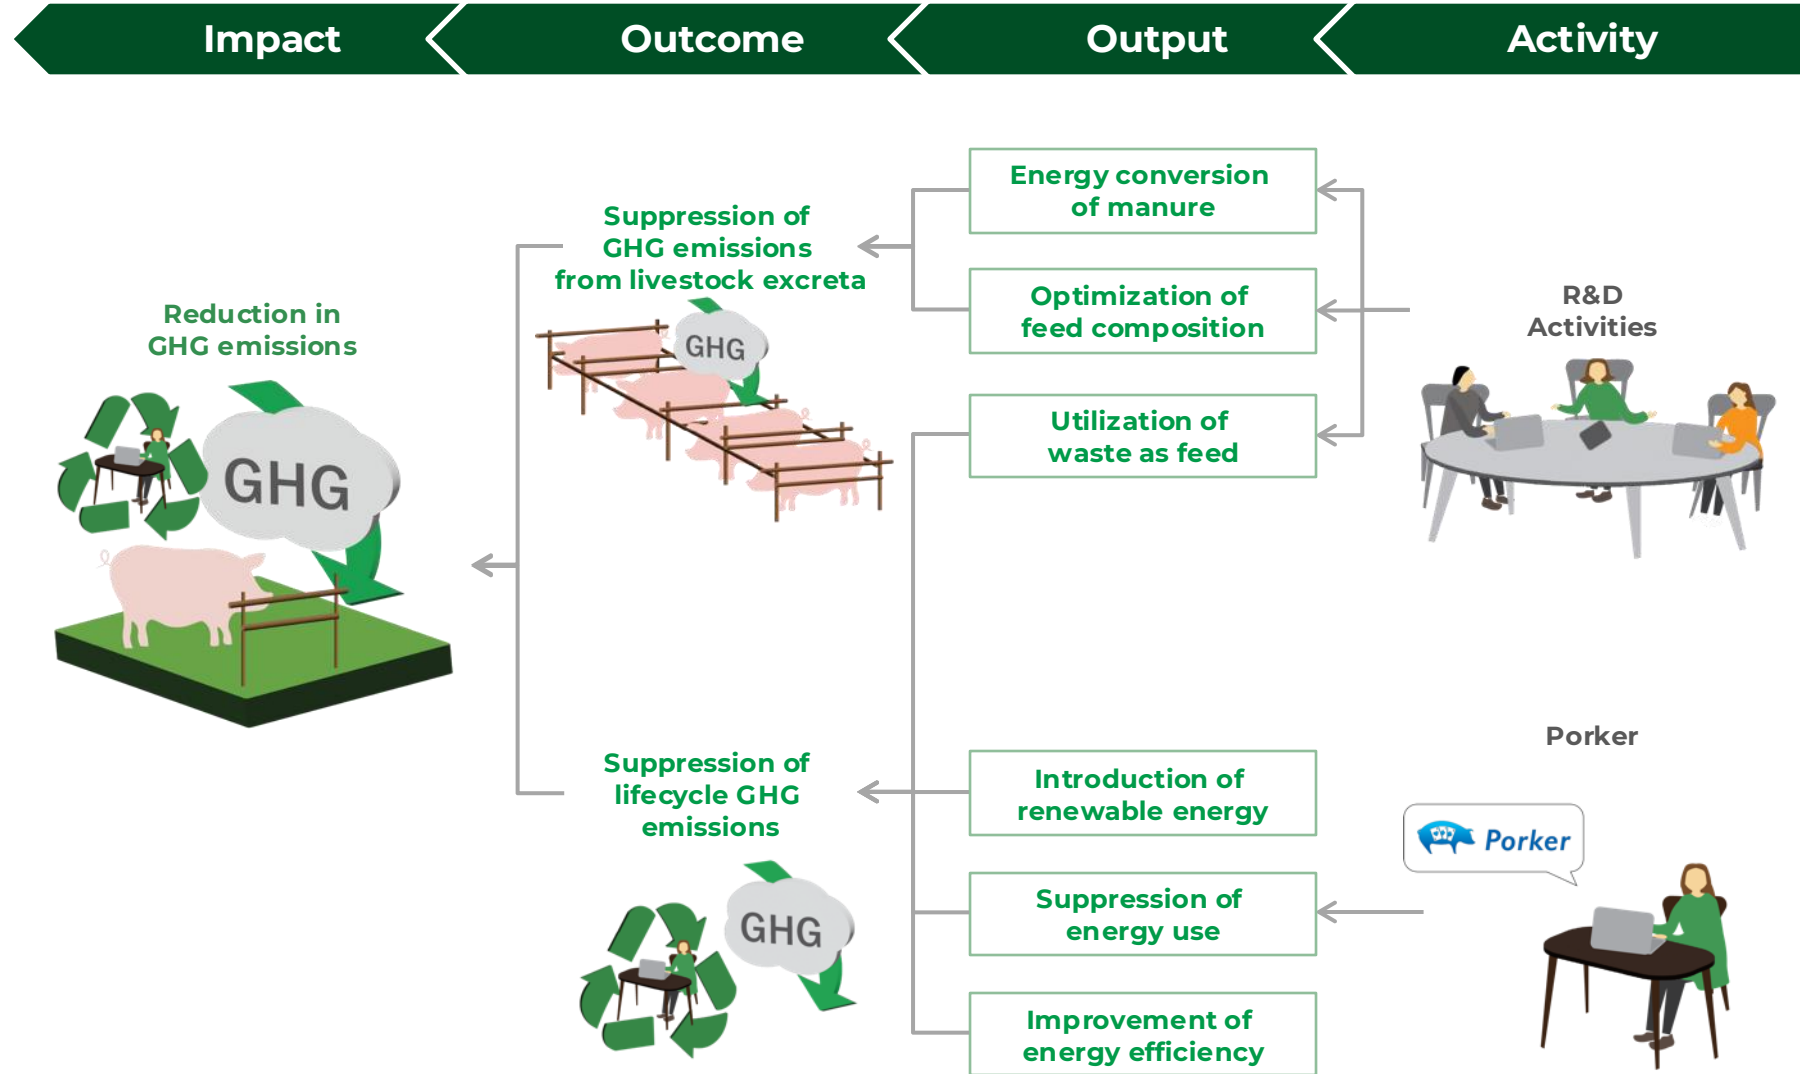 Impact
Outcome
Output
Activity
Reduction in
GHG emissions
GHG
Suppression of
GHG emissions
from livestock excreta
GHG
Suppression of
lifecycle GHG
emissions
GHG
Energy conversion
of manure
Optimization of
feed composition
Utilization of
waste as feed
Introduction of
renewable energy
Suppression of
energy use
Improvement of
energy efficiency
R&D
Activities
Porker
Porker